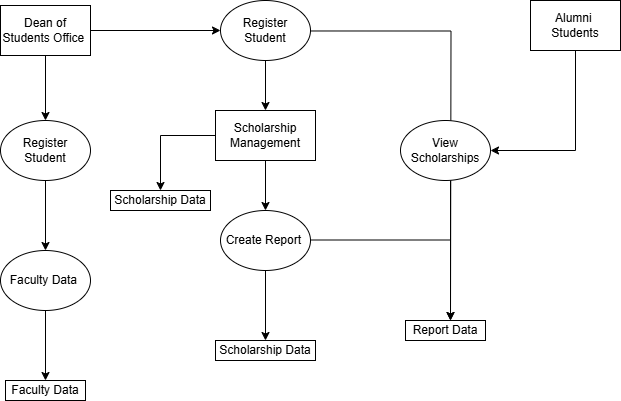 Dean of
Students Office
Register
Student
Alumni
Students
Register
Student
Scholarship
Management
View
Scholarships
Scholarship Data
Create Report
Faculty Data
Report Data
Scholarship Data
Faculty Data